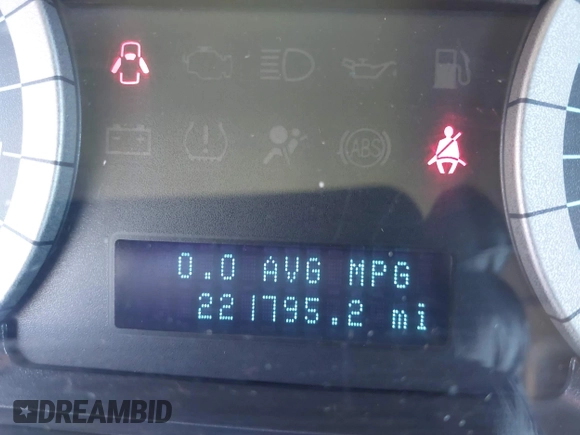 ABS
0.0 AVG MPG
221795.2 mi
DREAMBID